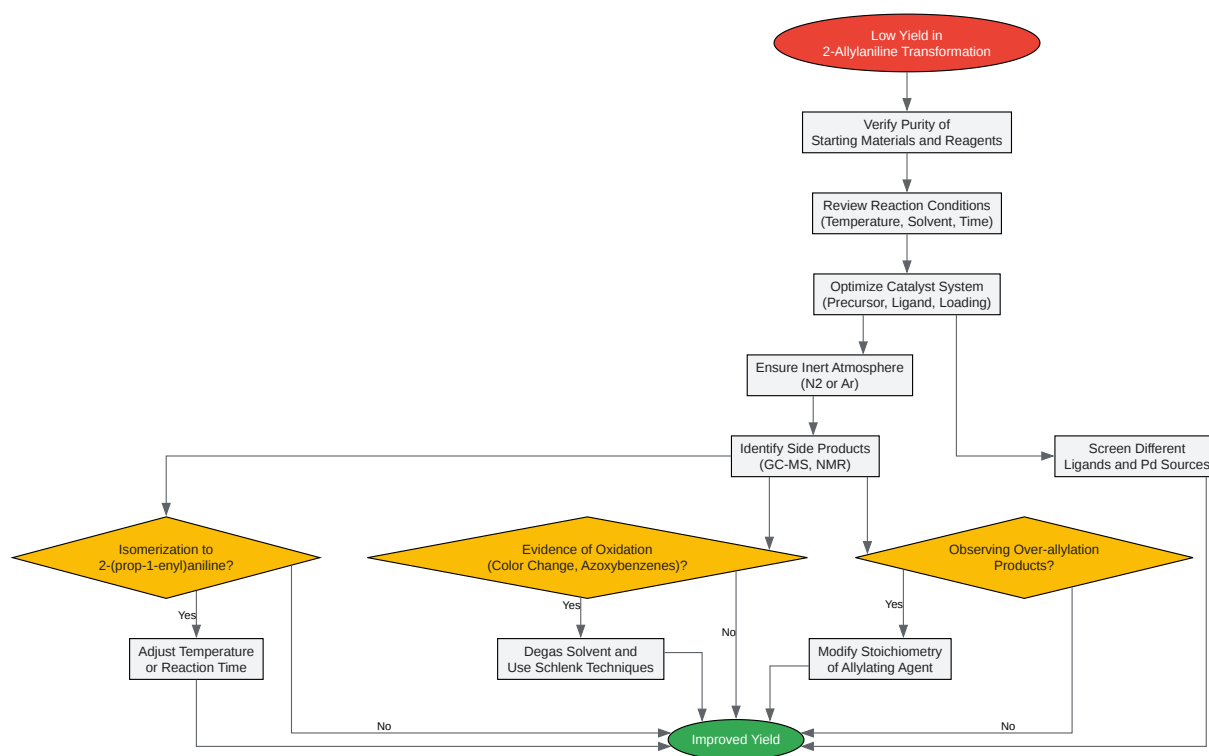 Low Yield in
2-Allylaniline Transformation
Verify Purity of
Starting Materials and Reagents
Review Reaction Conditions
(Temperature, Solvent, Time)
Optimize Catalyst System
(Precursor, Ligand, Loading)
Ensure Inert Atmosphere
(N2 or Ar)
Identify Side Products
(GC-MS, NMR)
Screen Different
Ligands and Pd Sources
Isomerization to
2-(prop-1-enyl)aniline?
Evidence of Oxidation
(Color Change, Azoxybenzenes)?
Observing Over-allylation
Products?
Yes
Yes
Yes
No
Adjust Temperature
or Reaction Time
Degas Solvent and
Use Schlenk Techniques
Modify Stoichiometry
of Allylating Agent
No
No
Improved Yield